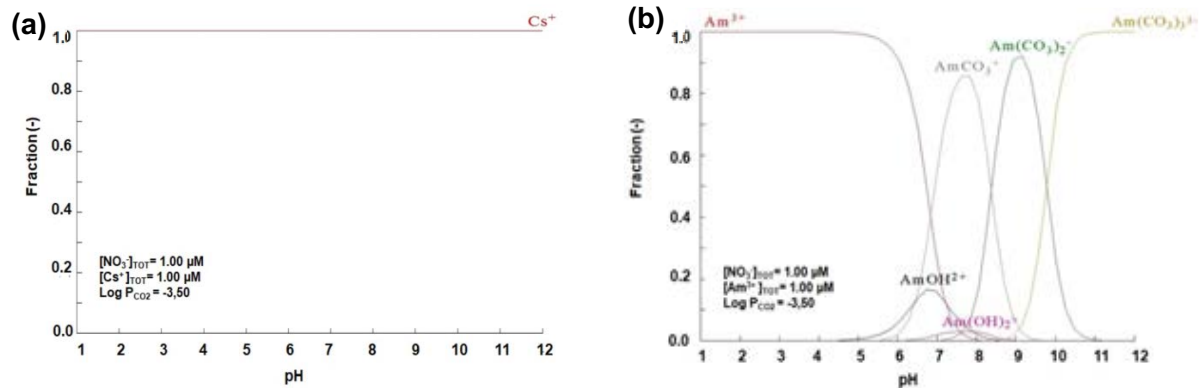 (a)
Cs⁺
1.0
0.8
0.6
0.4
0.2
0.0
Fraction (-)
[NO₃⁻]TOT= 1.00 µM
[Cs⁺]TOT= 1.00 µM
Log PCO2 = -3,50
1 2 3 4 5 6 7 8 9 10 11 12
pH
(b)
Am³⁺
Am(CO₃)₃³⁻
Am(CO₃)₂⁻
AmCO₃⁺
1.0
0.8
0.6
0.4
0.2
0.0
Fraction (-)
AmOH²⁺
Am(OH)₂⁺
[NO₃⁻]TOT= 1.00 µM
[Am³⁺]TOT= 1.00 µM
Log PCO2 = -3,50
1 2 3 4 5 6 7 8 9 10 11 12
pH